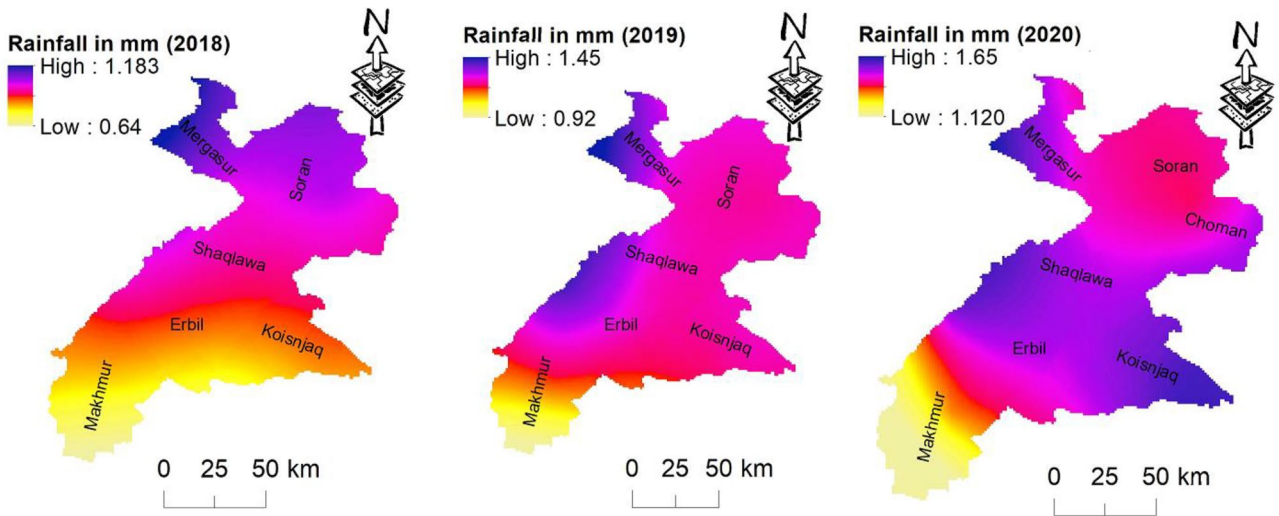 Rainfall in mm (2018)
High : 1.183
Low : 0.64
N
Mergasur
Soran
Shaqlawa
Erbil
Koisnjaq
Makhmur
0 25 50 km
Rainfall in mm (2019)
High : 1.45
Low : 0.92
N
Mergasur
Soran
Shaqlawa
Erbil
Koisnjaq
Makhmur
0 25 50 km
Rainfall in mm (2020)
High : 1.65
Low : 1.120
N
Mergasur
Soran
Choman
Shaqlawa
Erbil
Koisnjaq
Makhmur
0 25 50 km